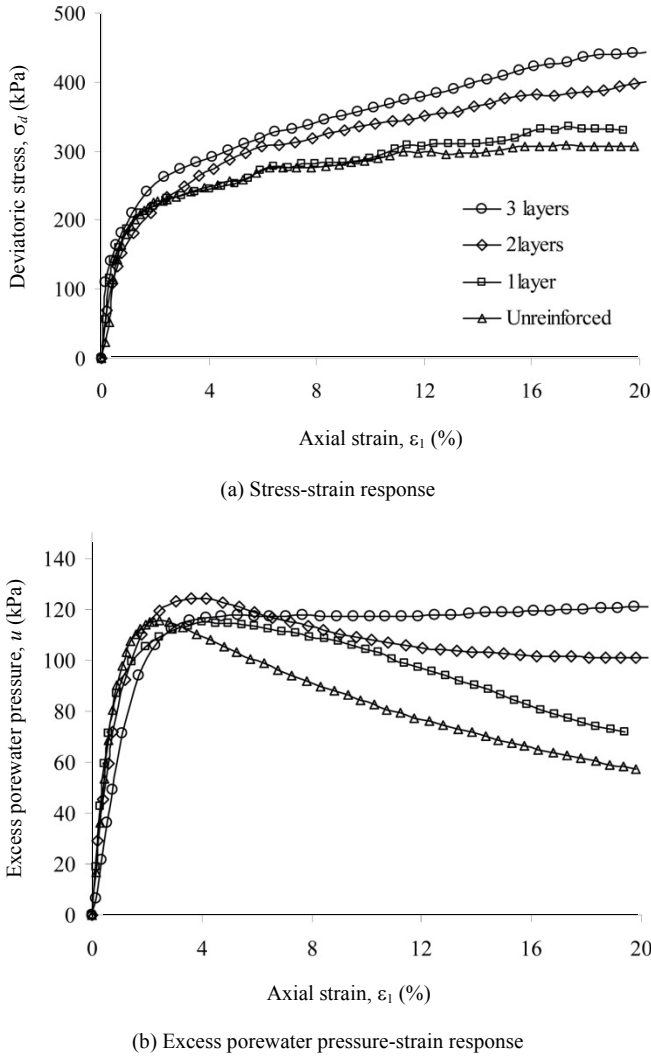 500
400
300
200
100
0
Deviatoric stress, σd (kPa)
3 layers
2layers
1layer
Unreinforced
0 4 8 12 16 20
Axial strain, ε1 (%)
(a) Stress-strain response
140
120
100
80
60
40
20
0
Excess porewater pressure, u (kPa)
0 4 8 12 16 20
Axial strain, ε1 (%)
(b) Excess porewater pressure-strain response